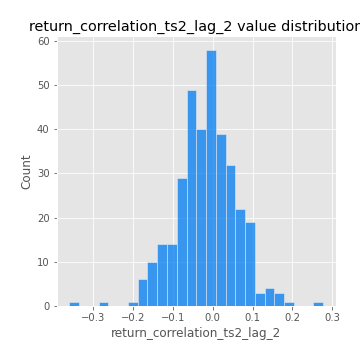 return_correlation_ts2_lag_2 value distribution
60
50
40
30
20
10
0
Count
−0.3 −0.2 −0.1 0.0 0.1 0.2 0.3
return_correlation_ts2_lag_2